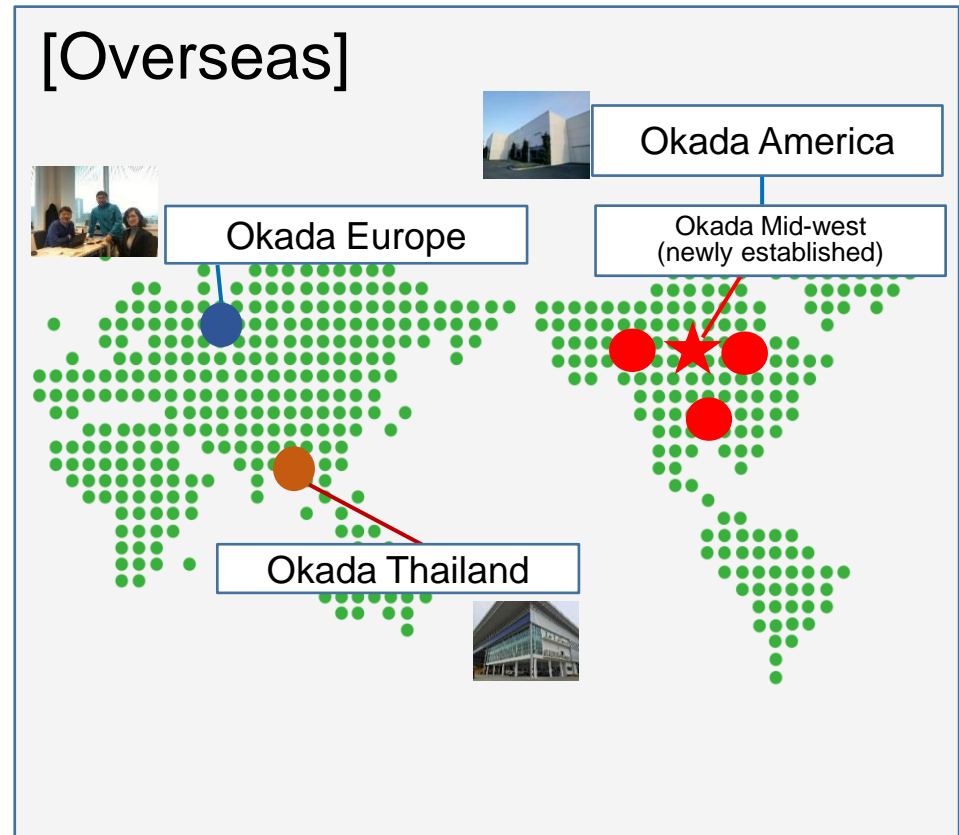 [Overseas]
Okada America
Okada Mid-west
(newly established)
Okada Europe
Okada Thailand